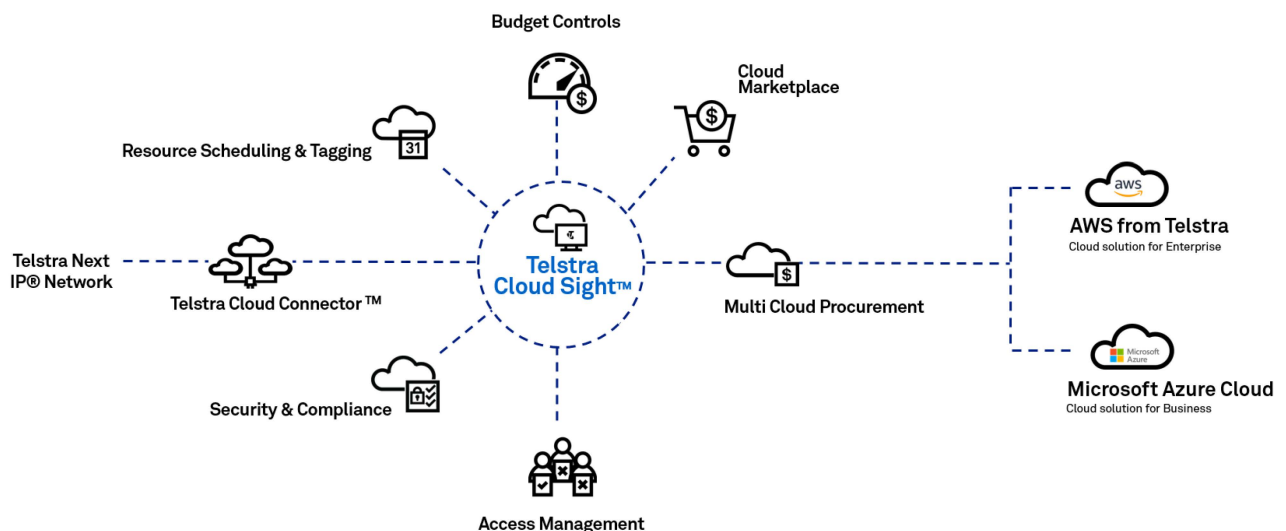 Budget Controls
Cloud
Marketplace
$
$
31
Resource Scheduling & Tagging
aws
AWS from Telstra
Cloud solution for Enterprise
Telstra Next
IP® Network
Telstra Cloud Connector ™
Telstra
Cloud Sight™
$
Multi Cloud Procurement
Microsoft
Azure
Microsoft Azure Cloud
Cloud solution for Business
Security & Compliance
Access Management